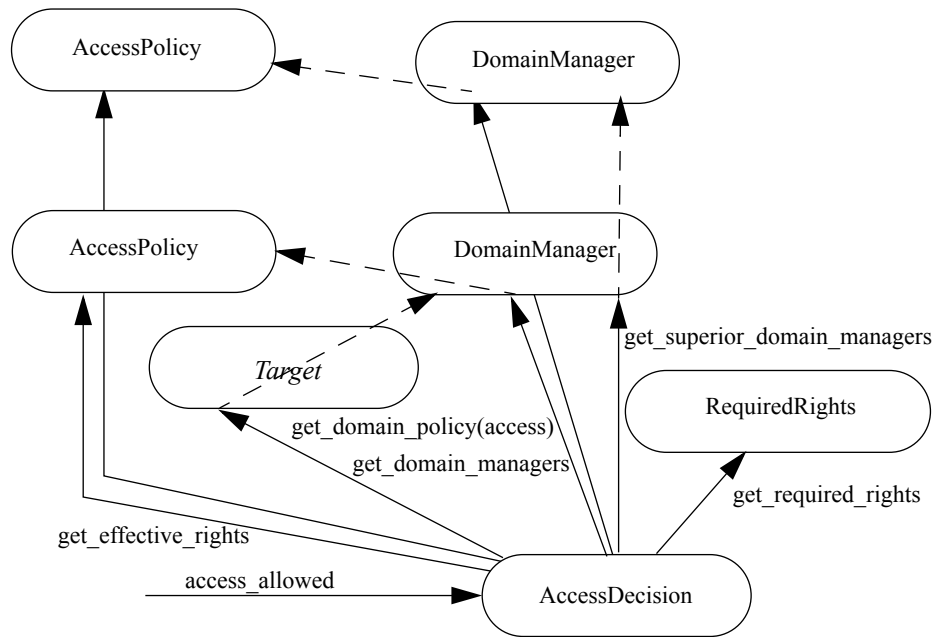 AccessPolicy
DomainManager
AccessPolicy
DomainManager
get_superior_domain_managers
Target
RequiredRights
get_domain_policy(access)
get_domain_managers
get_required_rights
get_effective_rights
access_allowed
AccessDecision